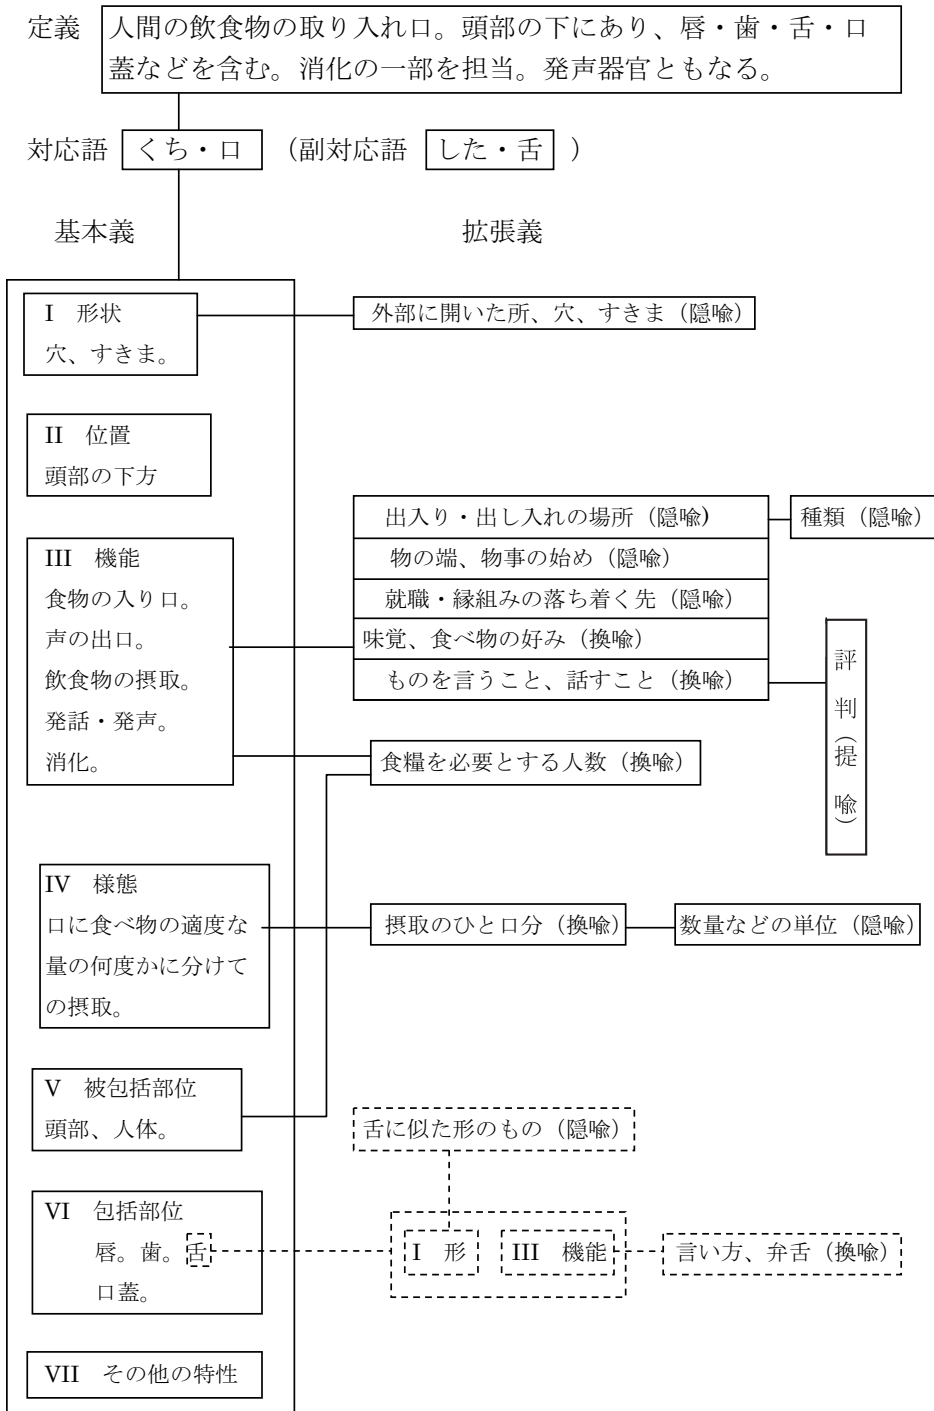 定義
人間の飲食物の取り入れ口。頭部の下にあり、唇・歯・舌・口
蓋などを含む。消化の一部を担当。発声器官ともなる。
対応語 くち・口 (副対応語 した・舌 )
基本義 拡張義
I 形状
穴、すきま。
外部に開いた所、穴、すきま（隠喩）
II 位置
頭部の下方
III 機能
食物の入り口。
声の出口。
飲食物の摂取。
発話・発声。
消化。
出入り・出し入れの場所（隠喩）
種類（隠喩）
物の端、物事の始め（隠喩）
就職・縁組みの落ち着く先（隠喩）
味覚、食べ物の好み（換喩）
ものを言うこと、話すこと（換喩）
評判（提喩）
食糧を必要とする人数（換喩）
IV 様態
口に食べ物の適度な
量の何度かに分けて
の摂取。
摂取のひと口分（換喩）
数量などの単位（隠喩）
V 被包括部位
頭部、人体。
舌に似た形のもの（隠喩）
VI 包括部位
唇。歯。舌
口蓋。
I 形
III 機能
言い方、弁舌（換喩）
VII その他の特性